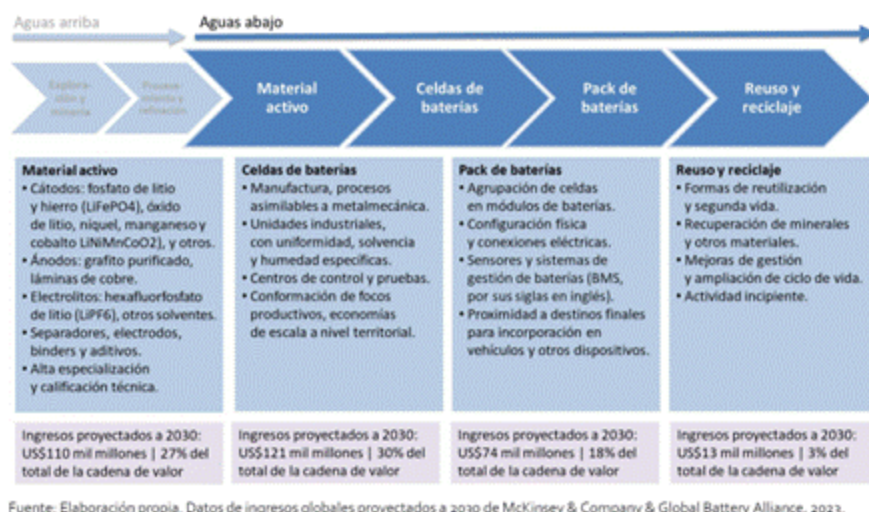 Aguas arriba
Aguas abajo
Explora-
ción y
minería
Procesa-
miento y
refinación
Material
activo
Celdas de
baterías
Pack de
baterías
Reuso y
reciclaje
Material activo
• Cátodos: fosfato de litio
y hierro (LiFePO4), óxido
de litio, níquel, manganeso y
cobalto LiNiMnCoO2), y otros.
• Ánodos: grafito purificado,
láminas de cobre.
• Electrolitos: hexafluorfosfato
de litio (LiPF6), otros solventes.
• Separadores, electrodos,
binders y aditivos.
• Alta especialización
y calificación técnica.
Celdas de baterías
• Manufactura, procesos
asimilables a metalmecánica.
• Unidades industriales,
con uniformidad, solvencia
y humedad específicas.
• Centros de control y pruebas.
• Conformación de focos
productivos, economías
de escala a nivel territorial.
Pack de baterías
• Agrupación de celdas
en módulos de baterías.
• Configuración física
y conexiones eléctricas.
• Sensores y sistemas de
gestión de baterías (BMS,
por sus siglas en inglés).
• Proximidad a destinos finales
para incorporación en
vehículos y otros dispositivos.
Reuso y reciclaje
• Formas de reutilización
y segunda vida.
• Recuperación de minerales
y otros materiales.
• Mejoras de gestión
y ampliación de ciclo de vida.
• Actividad incipiente.
Ingresos proyectados a 2030:
US$110 mil millones | 27% del
total de la cadena de valor
Ingresos proyectados a 2030:
US$121 mil millones | 30% del
total de la cadena de valor
Ingresos proyectados a 2030:
US$74 mil millones | 18% del
total de la cadena de valor
Ingresos proyectados a 2030:
US$13 mil millones | 3% del
total de la cadena de valor
Fuente: Elaboración propia. Datos de ingresos globales proyectados a 2030 de McKinsey & Company & Global Battery Alliance, 2023.